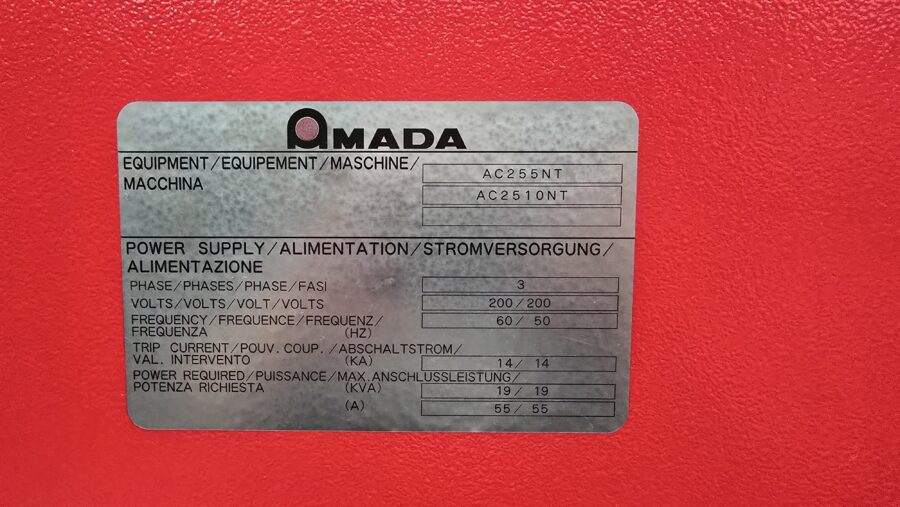 AMADA
EQUIPMENT/EQUIPEMENT/MASCHINE/
MACCHINA
AC255NT
AC2510NT
POWER SUPPLY/ALIMENTATION/STROMVERSORGUNG/
ALIMENTAZIONE
PHASE/PHASES/PHASE/FASI 3
VOLTS/VOLTS/VOLT/VOLTS 200/200
FREQUENCY/FREQUENCE/FREQUENZ/ 60/ 50
FREQUENZA (HZ)
TRIP CURRENT/POUV. COUP. /ABSCHALTSTROM/
VAL. INTERVENTO (KA) 14/ 14
POWER REQUIRED/PUISSANCE/MAX.ANSCHLUSSLEISTUNG/
POTENZA RICHIESTA (KVA) 19/ 19
(A) 55/ 55